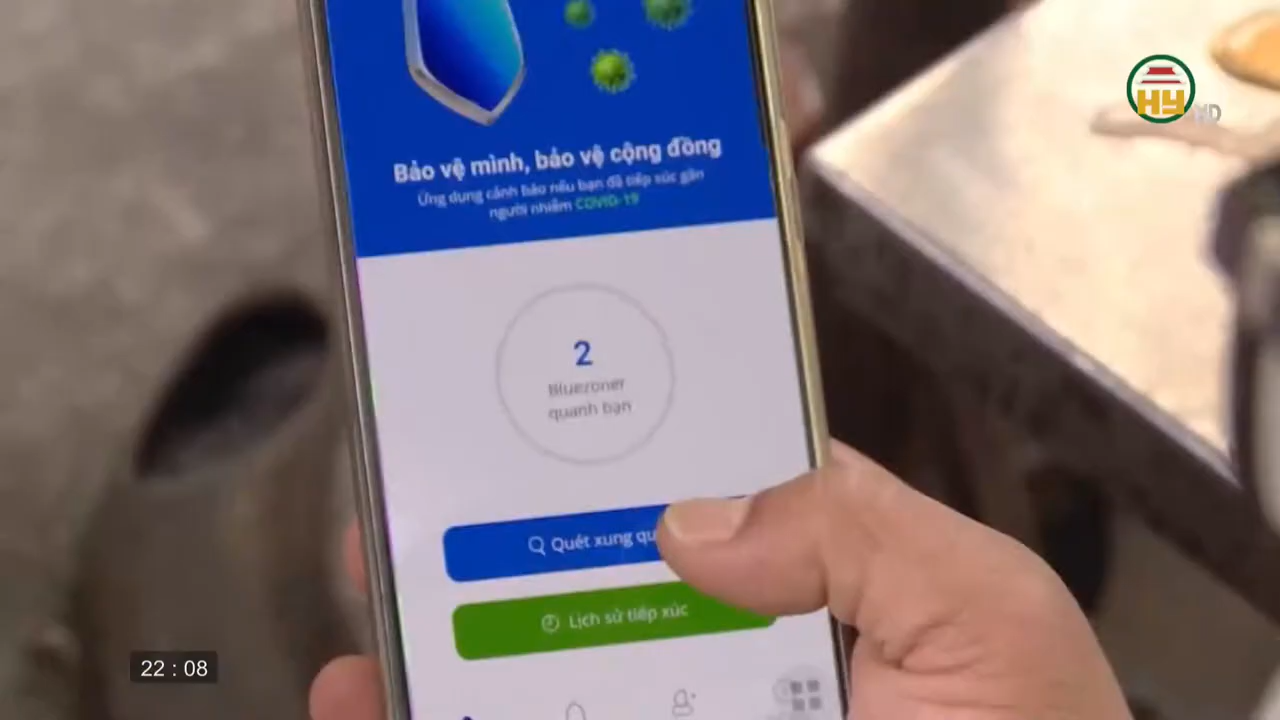 HY HD
Bảo vệ mình, bảo vệ cộng đồng
Ứng dụng cảnh báo nếu bạn đã tiếp xúc gần
người nhiễm COVID-19
2
Bluezoner
quanh bạn
Quét xung qu
Lịch sử tiếp xúc
22 : 08